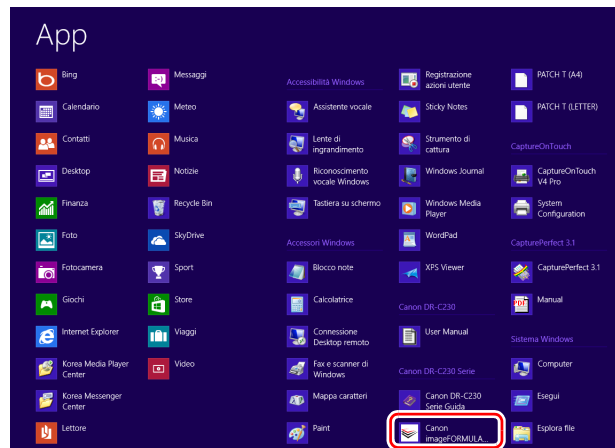 App
Bing
Calendario
Contatti
Desktop
Finanza
Foto
Fotocamera
Giochi
Internet Explorer
Korea Media Player
Center
Korea Messenger
Center
Lettore
Messaggi
Meteo
Musica
Notizie
Recycle Bin
SkyDrive
Sport
Store
Viaggi
Video
Accessibilità Windows
Assistente vocale
Lente di
ingrandimento
Riconoscimento
vocale Windows
Tastiera su schermo
Accessori Windows
Blocco note
Calcolatrice
Connessione
Desktop remoto
Fax e scanner di
Windows
Mappa caratteri
Paint
Registrazione
azioni utente
Sticky Notes
Strumento di
cattura
Windows Journal
Windows Media
Player
WordPad
XPS Viewer
Canon DR-C230
User Manual
Canon DR-C230 Serie
Canon DR-C230
Serie Guida
Canon
imageFORMULA...
PATCH T (A4)
PATCH T (LETTER)
CaptureOnTouch
CaptureOnTouch
V4 Pro
System
Configuration
CapturePerfect 3.1
CapturePerfect 3.1
PDF
Manual
Sistema Windows
Computer
Esegui
Esplora file